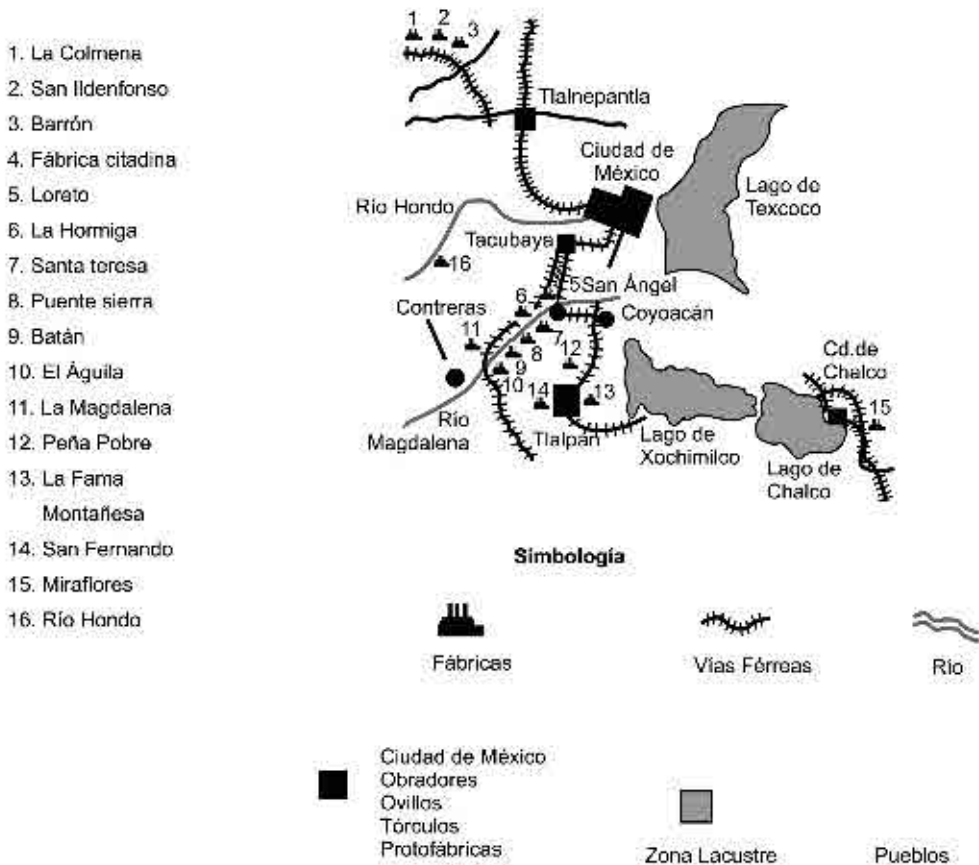 1. La Colmena
2. San Ildenfonso
3. Barrón
4. Fábrica citadina
5. Loreto
6. La Hormiga
7. Santa teresa
8. Puente sierra
9. Batán
10. El Águila
11. La Magdalena
12. Peña Pobre
13. La Fama
Montañesa
14. San Fernando
15. Miraflores
16. Río Hondo
1
2
3
Tlalnepantla
Ciudad de
México
Lago de
Texcoco
Río Hondo
Tacubaya
16
5
San Ángel
6
Contreras
Coyoacán
11
7
8
12
9
10
14
13
Cd.de
Chalco
15
Río
Magdalena
Tlalpán
Lago de
Xochimilco
Lago de
Chalco
Simbología
Fábricas
Vías Férreas
Río
Ciudad de México
Obradores
Ovillos
Tórculos
Protofábricas
Zona Lacustre
Pueblos